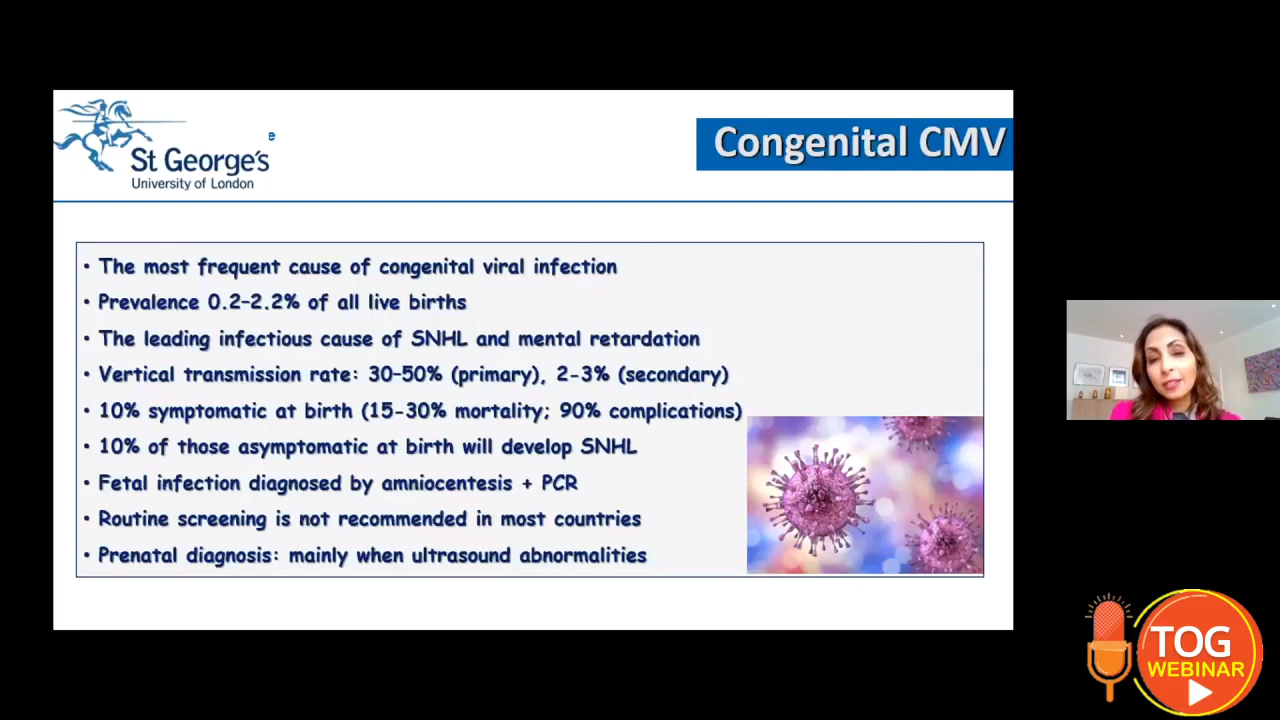 e
St George's
University of London
Congenital CMV
• The most frequent cause of congenital viral infection
• Prevalence 0.2–2.2% of all live births
• The leading infectious cause of SNHL and mental retardation
• Vertical transmission rate: 30–50% (primary), 2-3% (secondary)
• 10% symptomatic at birth (15-30% mortality; 90% complications)
• 10% of those asymptomatic at birth will develop SNHL
• Fetal infection diagnosed by amniocentesis + PCR
• Routine screening is not recommended in most countries
• Prenatal diagnosis: mainly when ultrasound abnormalities
TOG
WEBINAR